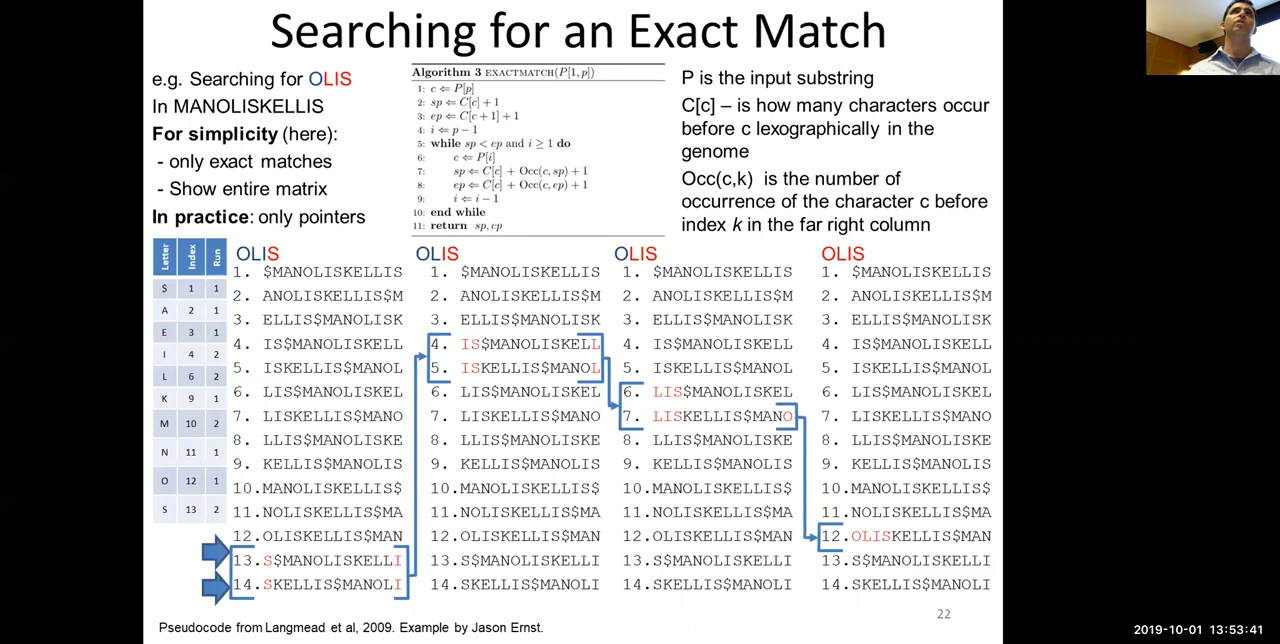 Searching for an Exact Match
e.g. Searching for OLIS
In MANOLISKELLIS
For simplicity (here):
- only exact matches
- Show entire matrix
In practice: only pointers
Algorithm 3 EXACTMATCH(P[1,p])
1: c ⇐ P[p]
2: sp ⇐ C[c] + 1
3: ep ⇐ C[c+1] + 1
4: i ⇐ p − 1
5: while sp < ep and i ≥ 1 do
6: c ⇐ P[i]
7: sp ⇐ C[c] + Occ(c, sp) + 1
8: ep ⇐ C[c] + Occ(c, ep) + 1
9: i ⇐ i − 1
10: end while
11: return sp, ep
P is the input substring
C[c] – is how many characters occur
before c lexographically in the
genome
Occ(c,k) is the number of
occurrence of the character c before
index k in the far right column
Letter Index Run
$ 1 1
A 2 1
E 3 1
I 4 2
L 6 2
K 9 1
M 10 2
N 11 1
O 12 1
S 13 2
OLIS
1. $MANOLISKELLIS
2. ANOLISKELLIS$M
3. ELLIS$MANOLISK
4. IS$MANOLISKELL
5. ISKELLIS$MANOL
6. LIS$MANOLISKEL
7. LISKELLIS$MANO
8. LLIS$MANOLISKE
9. KELLIS$MANOLIS
10.MANOLISKELLIS$
11.NOLISKELLIS$MA
12.OLISKELLIS$MAN
13.S$MANOLISKELLI
14.SKELLIS$MANOLI
OLIS
1. $MANOLISKELLIS
2. ANOLISKELLIS$M
3. ELLIS$MANOLISK
4. IS$MANOLISKELL
5. ISKELLIS$MANOL
6. LIS$MANOLISKEL
7. LISKELLIS$MANO
8. LLIS$MANOLISKE
9. KELLIS$MANOLIS
10.MANOLISKELLIS$
11.NOLISKELLIS$MA
12.OLISKELLIS$MAN
13.S$MANOLISKELLI
14.SKELLIS$MANOLI
OLIS
1. $MANOLISKELLIS
2. ANOLISKELLIS$M
3. ELLIS$MANOLISK
4. IS$MANOLISKELL
5. ISKELLIS$MANOL
6. LIS$MANOLISKEL
7. LISKELLIS$MANO
8. LLIS$MANOLISKE
9. KELLIS$MANOLIS
10.MANOLISKELLIS$
11.NOLISKELLIS$MA
12.OLISKELLIS$MAN
13.S$MANOLISKELLI
14.SKELLIS$MANOLI
OLIS
1. $MANOLISKELLIS
2. ANOLISKELLIS$M
3. ELLIS$MANOLISK
4. IS$MANOLISKELL
5. ISKELLIS$MANOL
6. LIS$MANOLISKEL
7. LISKELLIS$MANO
8. LLIS$MANOLISKE
9. KELLIS$MANOLIS
10.MANOLISKELLIS$
11.NOLISKELLIS$MA
12.OLISKELLIS$MAN
13.S$MANOLISKELLI
14.SKELLIS$MANOLI
22
Pseudocode from Langmead et al, 2009. Example by Jason Ernst.
2019-10-01 13:53:41